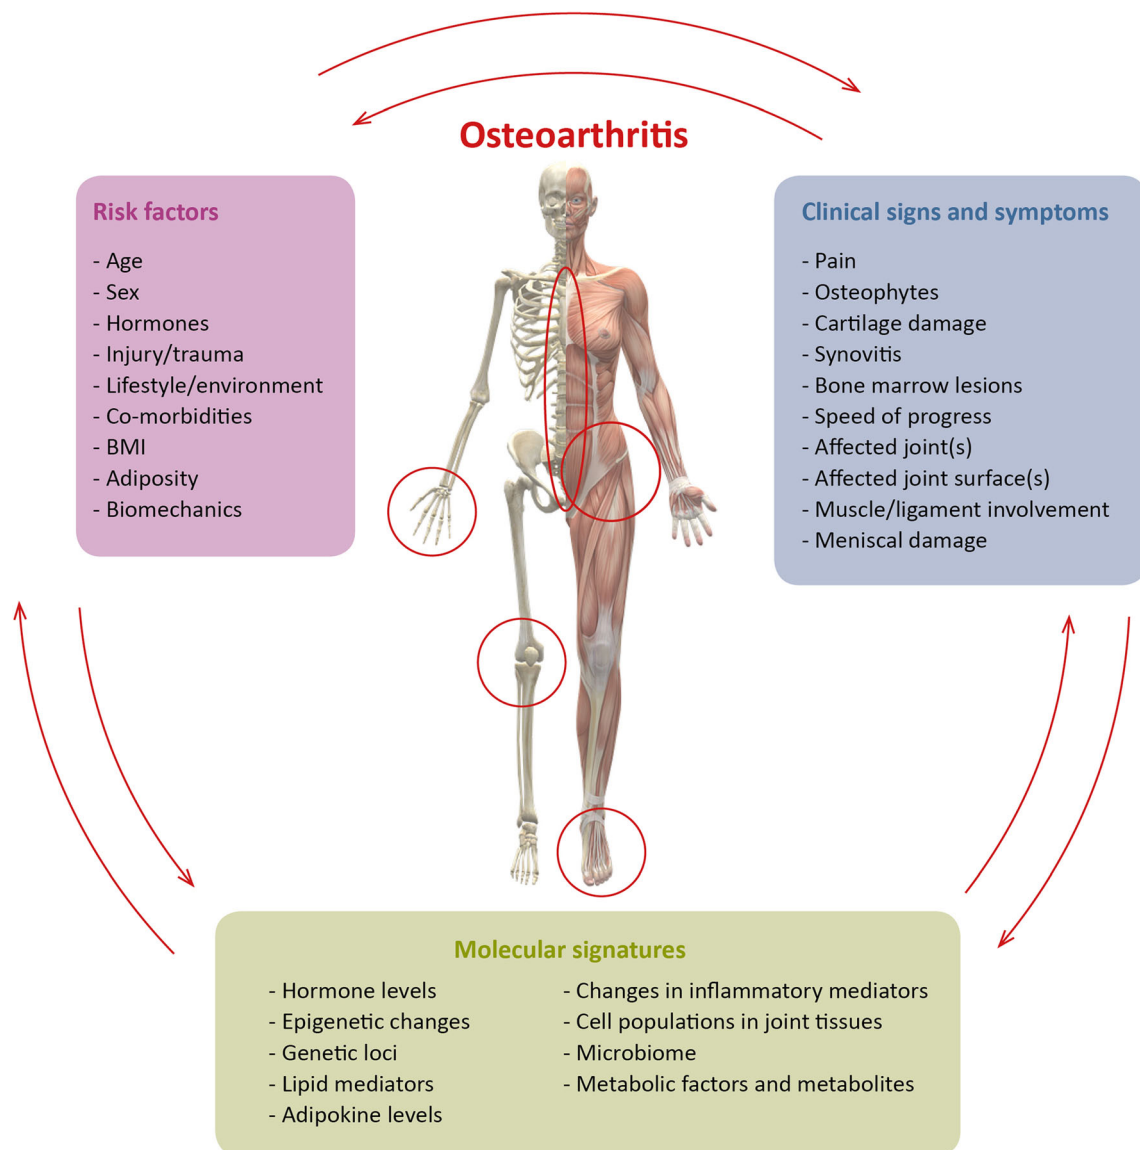 Osteoarthritis
Risk factors
- Age
- Sex
- Hormones
- Injury/trauma
- Lifestyle/environment
- Co-morbidities
- BMI
- Adiposity
- Biomechanics
Clinical signs and symptoms
- Pain
- Osteophytes
- Cartilage damage
- Synovitis
- Bone marrow lesions
- Speed of progress
- Affected joint(s)
- Affected joint surface(s)
- Muscle/ligament involvement
- Meniscal damage
Molecular signatures
- Hormone levels
- Epigenetic changes
- Genetic loci
- Lipid mediators
- Adipokine levels
- Changes in inflammatory mediators
- Cell populations in joint tissues
- Microbiome
- Metabolic factors and metabolites